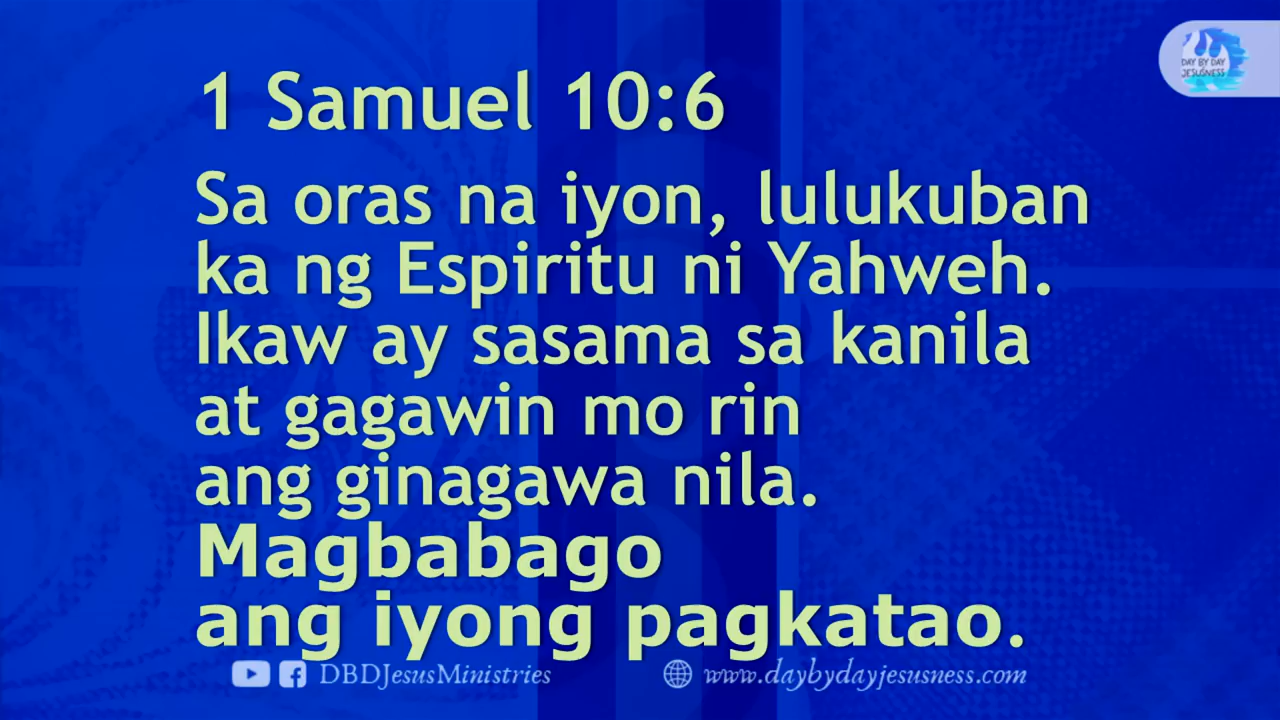 DAY BY DAY
JESUSNESS
1 Samuel 10:6
Sa oras na iyon, lulukuban
ka ng Espiritu ni Yahweh.
Ikaw ay sasama sa kanila
at gagawin mo rin
ang ginagawa nila.
Magbabago
ang iyong pagkatao.
DBDJesusMinistries
www.daybydayjesusness.com